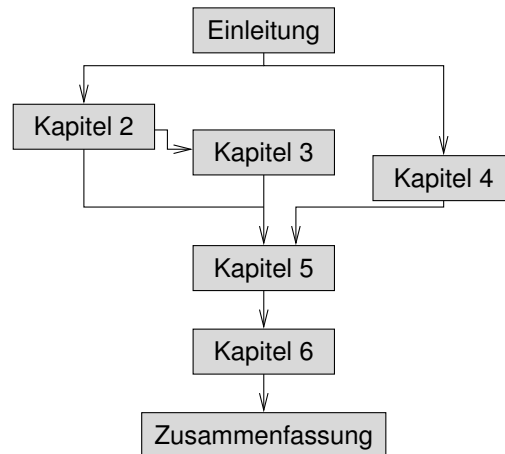 Einleitung
Kapitel 2
Kapitel 3
Kapitel 4
Kapitel 5
Kapitel 6
Zusammenfassung